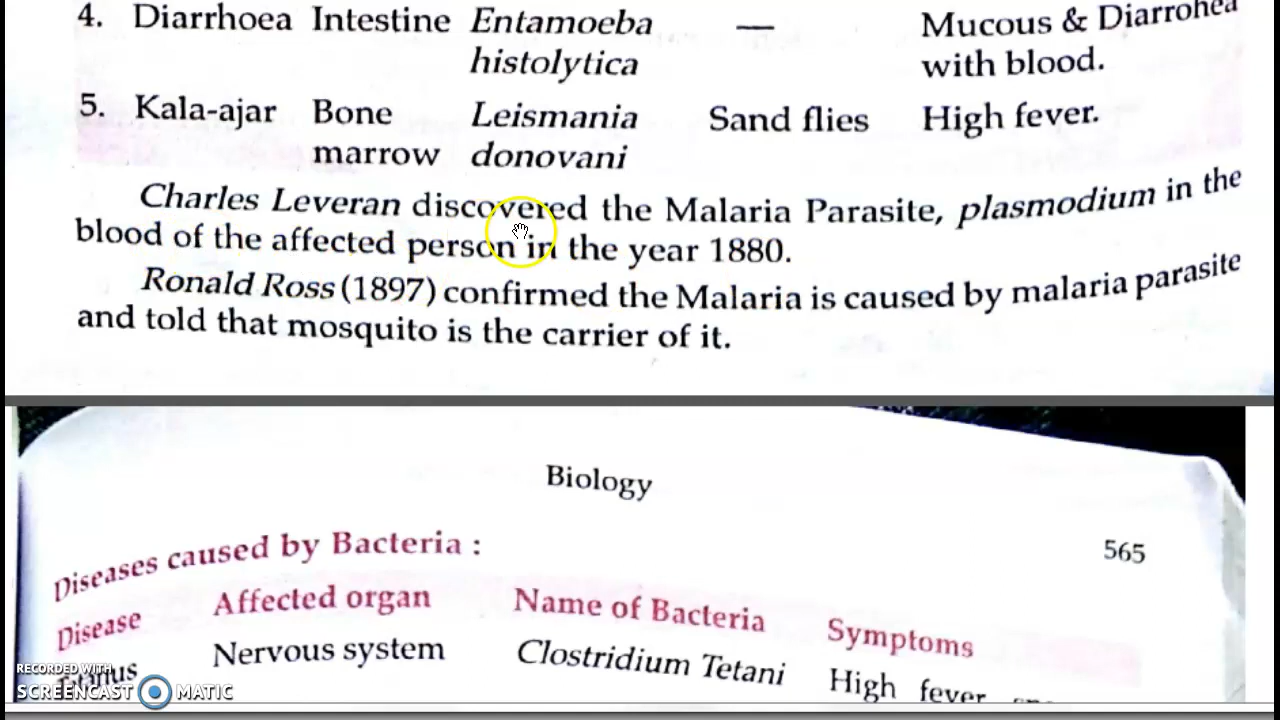 4. Diarrhoea Intestine Entamoeba — Mucous & Diarrohea
histolytica with blood.
5. Kala-ajar Bone Leismania Sand flies High fever.
marrow donovani
Charles Leveran discovered the Malaria Parasite, plasmodium in the
blood of the affected person in the year 1880.
Ronald Ross (1897) confirmed the Malaria is caused by malaria parasite
and told that mosquito is the carrier of it.
Biology
565
Diseases caused by Bacteria :
Disease Affected organ Name of Bacteria Symptoms
Nervous system Clostridium Tetani High fever
RECORDED WITH
SCREENCAST MATIC